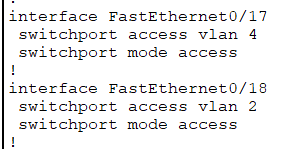 interface FastEthernet0/17
 switchport access vlan 4
 switchport mode access
!
interface FastEthernet0/18
 switchport access vlan 2
 switchport mode access
!